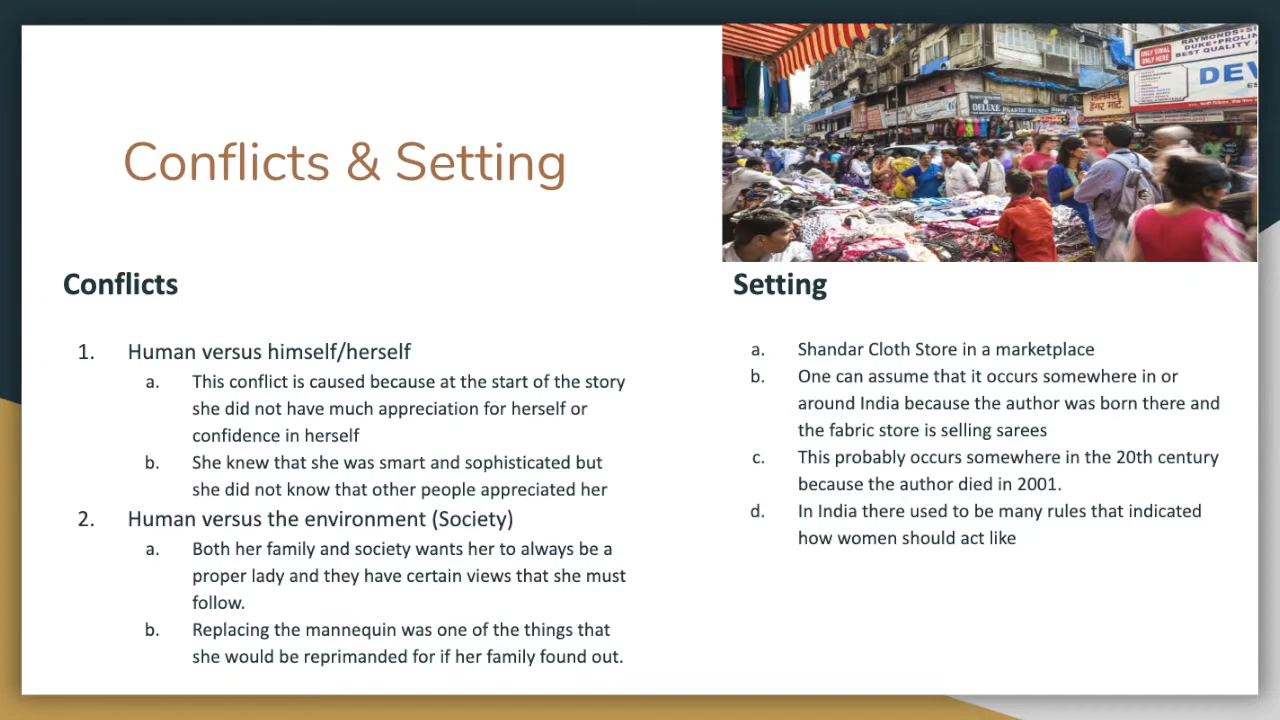 Conflicts & Setting
RAYMONDS
DUKE
BEST QUALITY
ONLY HERE
DELUXE
PLASTIC HOUSE
Conflicts
1. Human versus himself/herself
a. This conflict is caused because at the start of the story
she did not have much appreciation for herself or
confidence in herself
b. She knew that she was smart and sophisticated but
she did not know that other people appreciated her
2. Human versus the environment (Society)
a. Both her family and society wants her to always be a
proper lady and they have certain views that she must
follow.
b. Replacing the mannequin was one of the things that
she would be reprimanded for if her family found out.
Setting
a. Shandar Cloth Store in a marketplace
b. One can assume that it occurs somewhere in or
around India because the author was born there and
the fabric store is selling sarees
c. This probably occurs somewhere in the 20th century
because the author died in 2001.
d. In India there used to be many rules that indicated
how women should act like